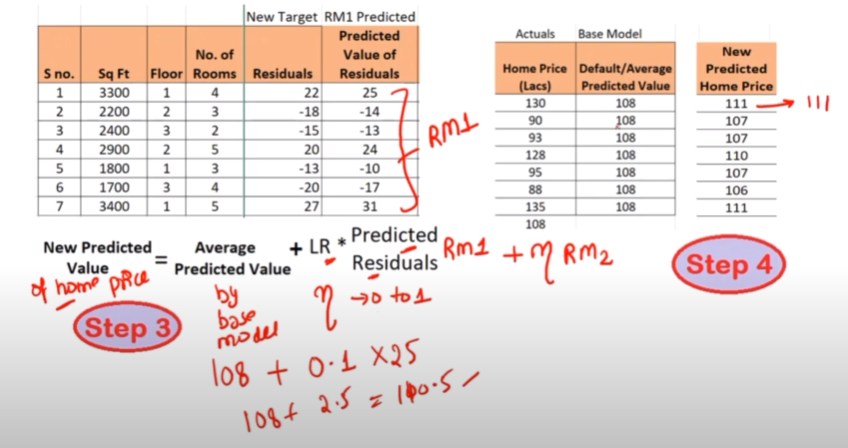 New Target RM1 Predicted
S no. Sq Ft Floor No. of Rooms Residuals Predicted Value of Residuals
1 3300 1 4 22 25
2 2200 2 3 -18 -14
3 2400 3 2 -15 -13
4 2900 2 5 20 24
5 1800 1 3 -13 -10
6 1700 3 4 -20 -17
7 3400 1 5 27 31
RM1
Actuals Base Model
Home Price (Lacs) Default/Average Predicted Value
130 108
90 108
93 108
128 108
95 108
88 108
135 108
108
New Predicted Home Price
111 → 111
107
107
110
107
106
111
New Predicted Value = Average Predicted Value + LR * Predicted Residuals Rm1 + η RM2
of home price
by base model
η → 0 to 1
Step 3
Step 4
108 + 0.1 × 25
108 + 2.5 = 110.5